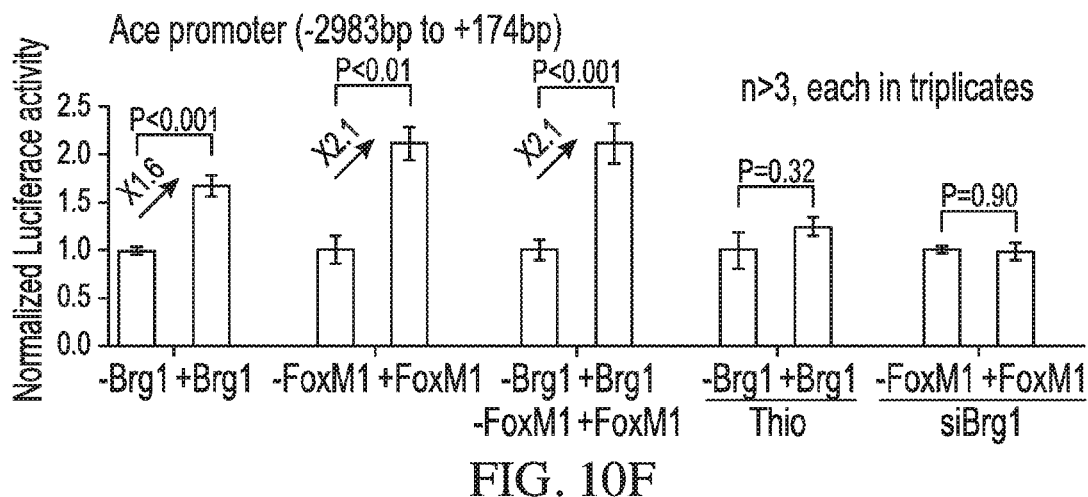 Ace promoter (-2983bp to +174bp)
Normalized Luciferace activity
2.5
2.0
1.5
1.0
0.5
0.0
P<0.001
X1.6
P<0.01
X2.1
P<0.001
X2.1
n>3, each in triplicates
P=0.32
P=0.90
-Brg1 +Brg1
-FoxM1 +FoxM1
-Brg1 +Brg1
-FoxM1 +FoxM1
-Brg1 +Brg1
Thio
-FoxM1 +FoxM1
siBrg1
FIG. 10F